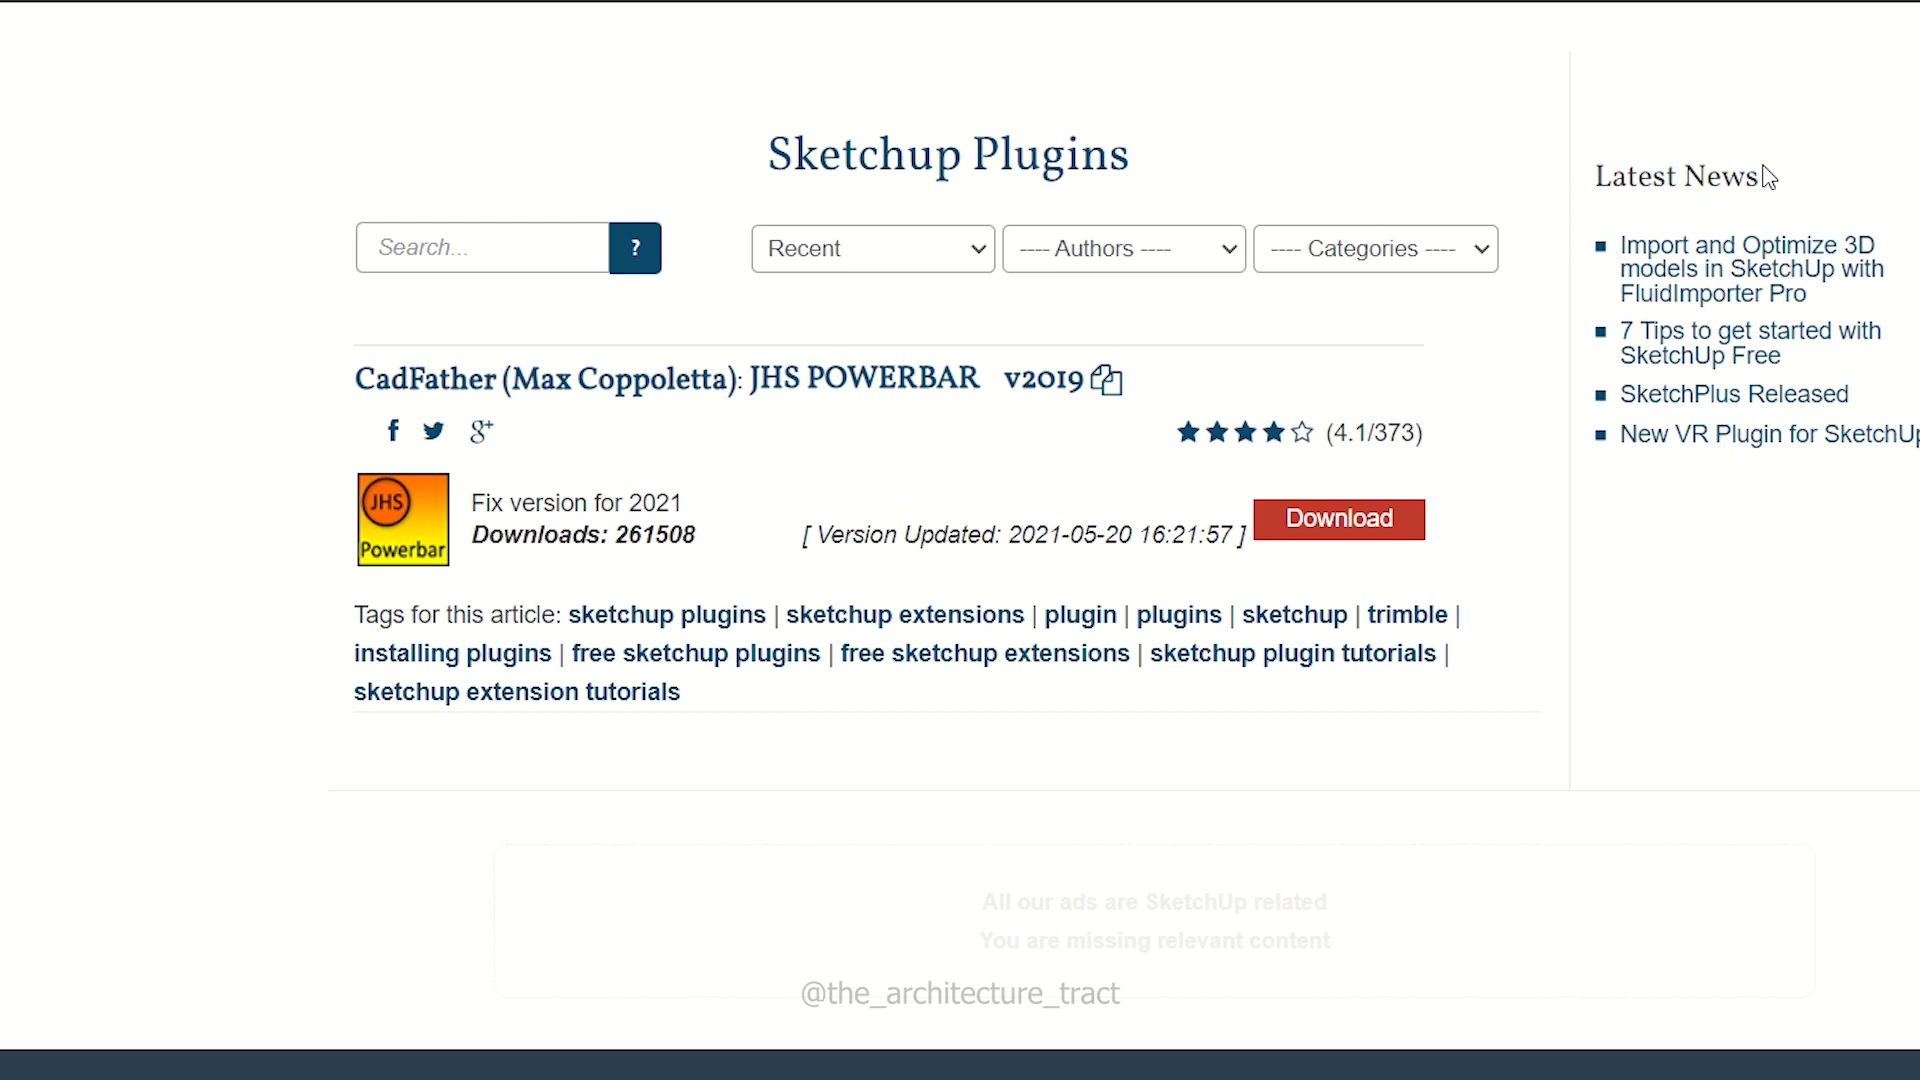 Sketchup Plugins
Search...
?
Recent
---- Authors ----
---- Categories ----
CadFather (Max Coppoletta): JHS POWERBAR v2019
f
g+
(4.1/373)
JHS
Powerbar
Fix version for 2021
Downloads: 261508
[ Version Updated: 2021-05-20 16:21:57 ]
Download
Tags for this article: sketchup plugins | sketchup extensions | plugin | plugins | sketchup | trimble |
installing plugins | free sketchup plugins | free sketchup extensions | sketchup plugin tutorials |
sketchup extension tutorials
Latest News
Import and Optimize 3D
models in SketchUp with
FluidImporter Pro
7 Tips to get started with
SketchUp Free
SketchPlus Released
New VR Plugin for SketchUp
All our ads are SketchUp related
You are missing relevant content
@the_architecture_tract